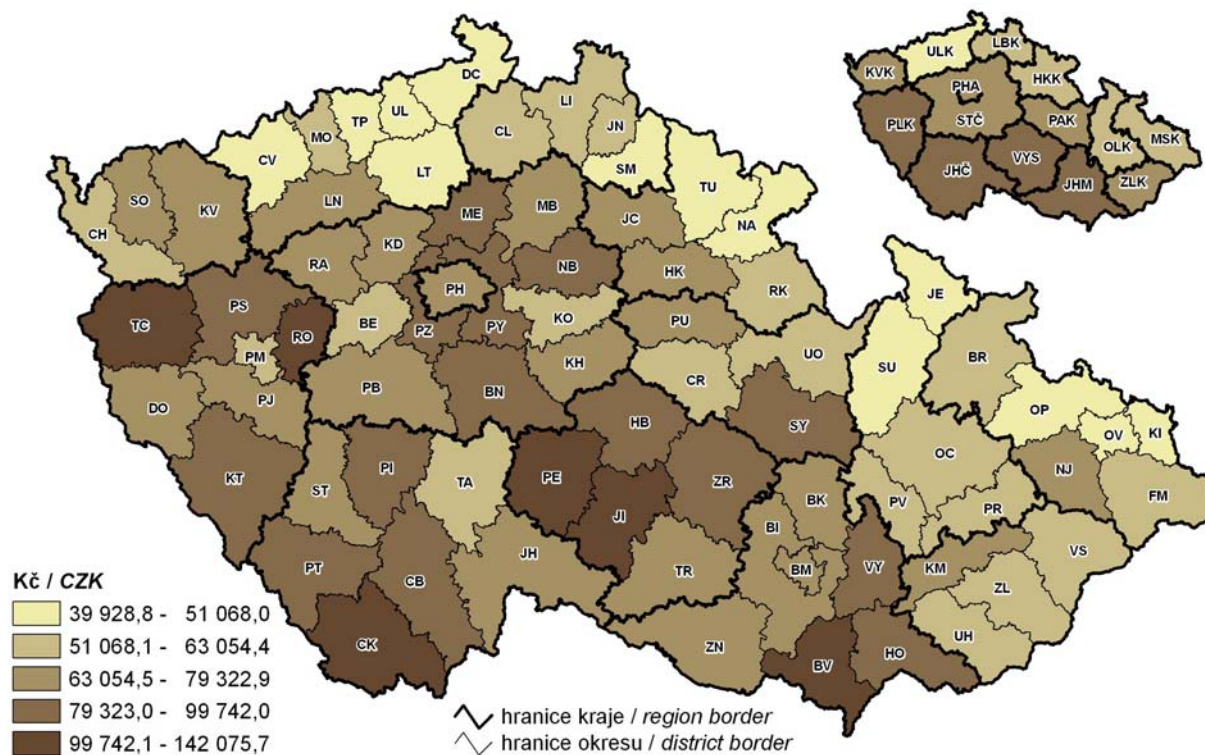 DC
LI
UL
TP
JN
MO
CL
CV
SM
LT
TU
SO
LN
ME
MB
JC
NA
KV
CH
KD
RA
NB
HK
PH
RK
PS
TC
RO
BE
PZ
PY
KO
PU
UO
PM
KH
CR
DO
PJ
PB
BN
HB
SY
JE
BR
SU
OP
OV
KI
NJ
OC
FM
KT
ST
PI
TA
PE
JI
ZR
BK
BI
PV
PR
VS
PT
CB
JH
TR
BM
VY
KM
ZL
CK
ZN
BV
HO
UH
ULK
LBK
KVK
HKK
PHA
STČ
PAK
PLK
MSK
OLK
VYS
JHČ
JHM
ZLK
Kč / CZK
39 928,8 - 51 068,0
51 068,1 - 63 054,4
63 054,5 - 79 322,9
79 323,0 - 99 742,0
99 742,1 - 142 075,7
hranice kraje / region border
hranice okresu / district border